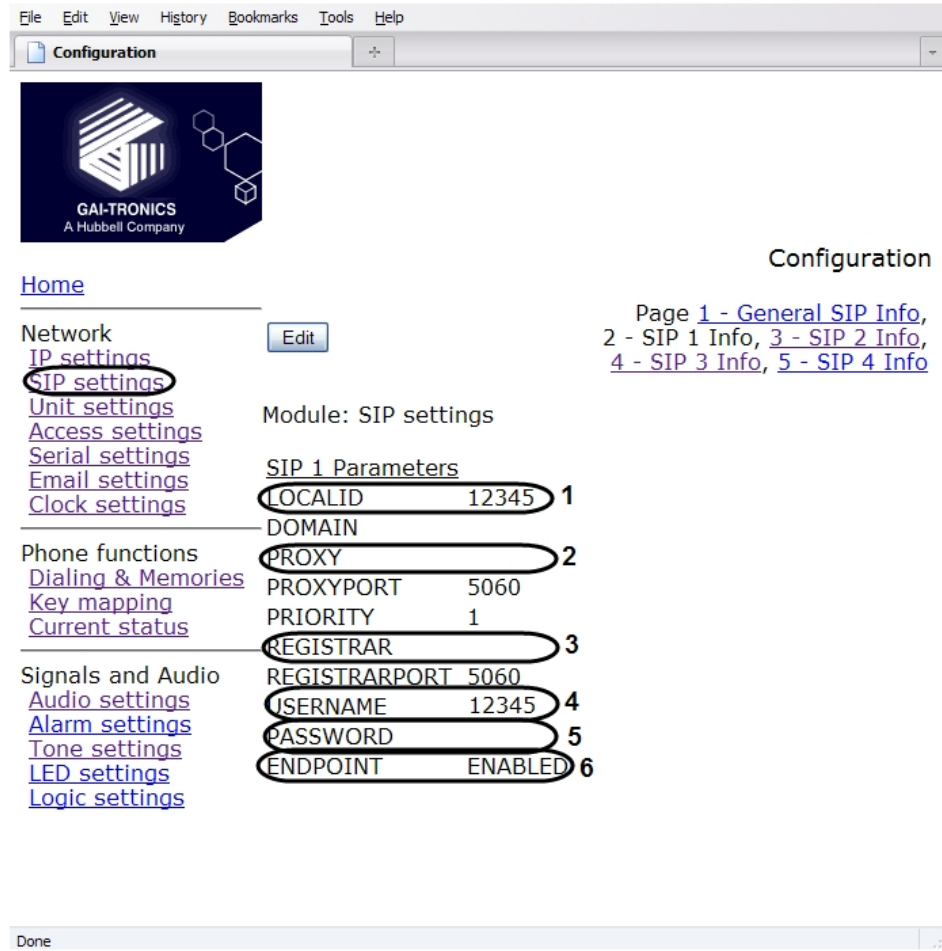 File Edit View History Bookmarks Tools Help
Configuration
GAI-TRONICS
A Hubbell Company
Configuration
Home
Page 1 - General SIP Info,
2 - SIP 1 Info, 3 - SIP 2 Info,
4 - SIP 3 Info, 5 - SIP 4 Info
Network
IP settings
SIP settings
Unit settings
Access settings
Serial settings
Email settings
Clock settings
Phone functions
Dialing & Memories
Key mapping
Current status
Signals and Audio
Audio settings
Alarm settings
Tone settings
LED settings
Logic settings
Edit
Module: SIP settings
SIP 1 Parameters
LOCALID 12345 1
DOMAIN
PROXY 2
PROXYPORT 5060
PRIORITY 1
REGISTRAR 3
REGISTRARPORT 5060
USERNAME 12345 4
PASSWORD 5
ENDPOINT ENABLED 6
Done